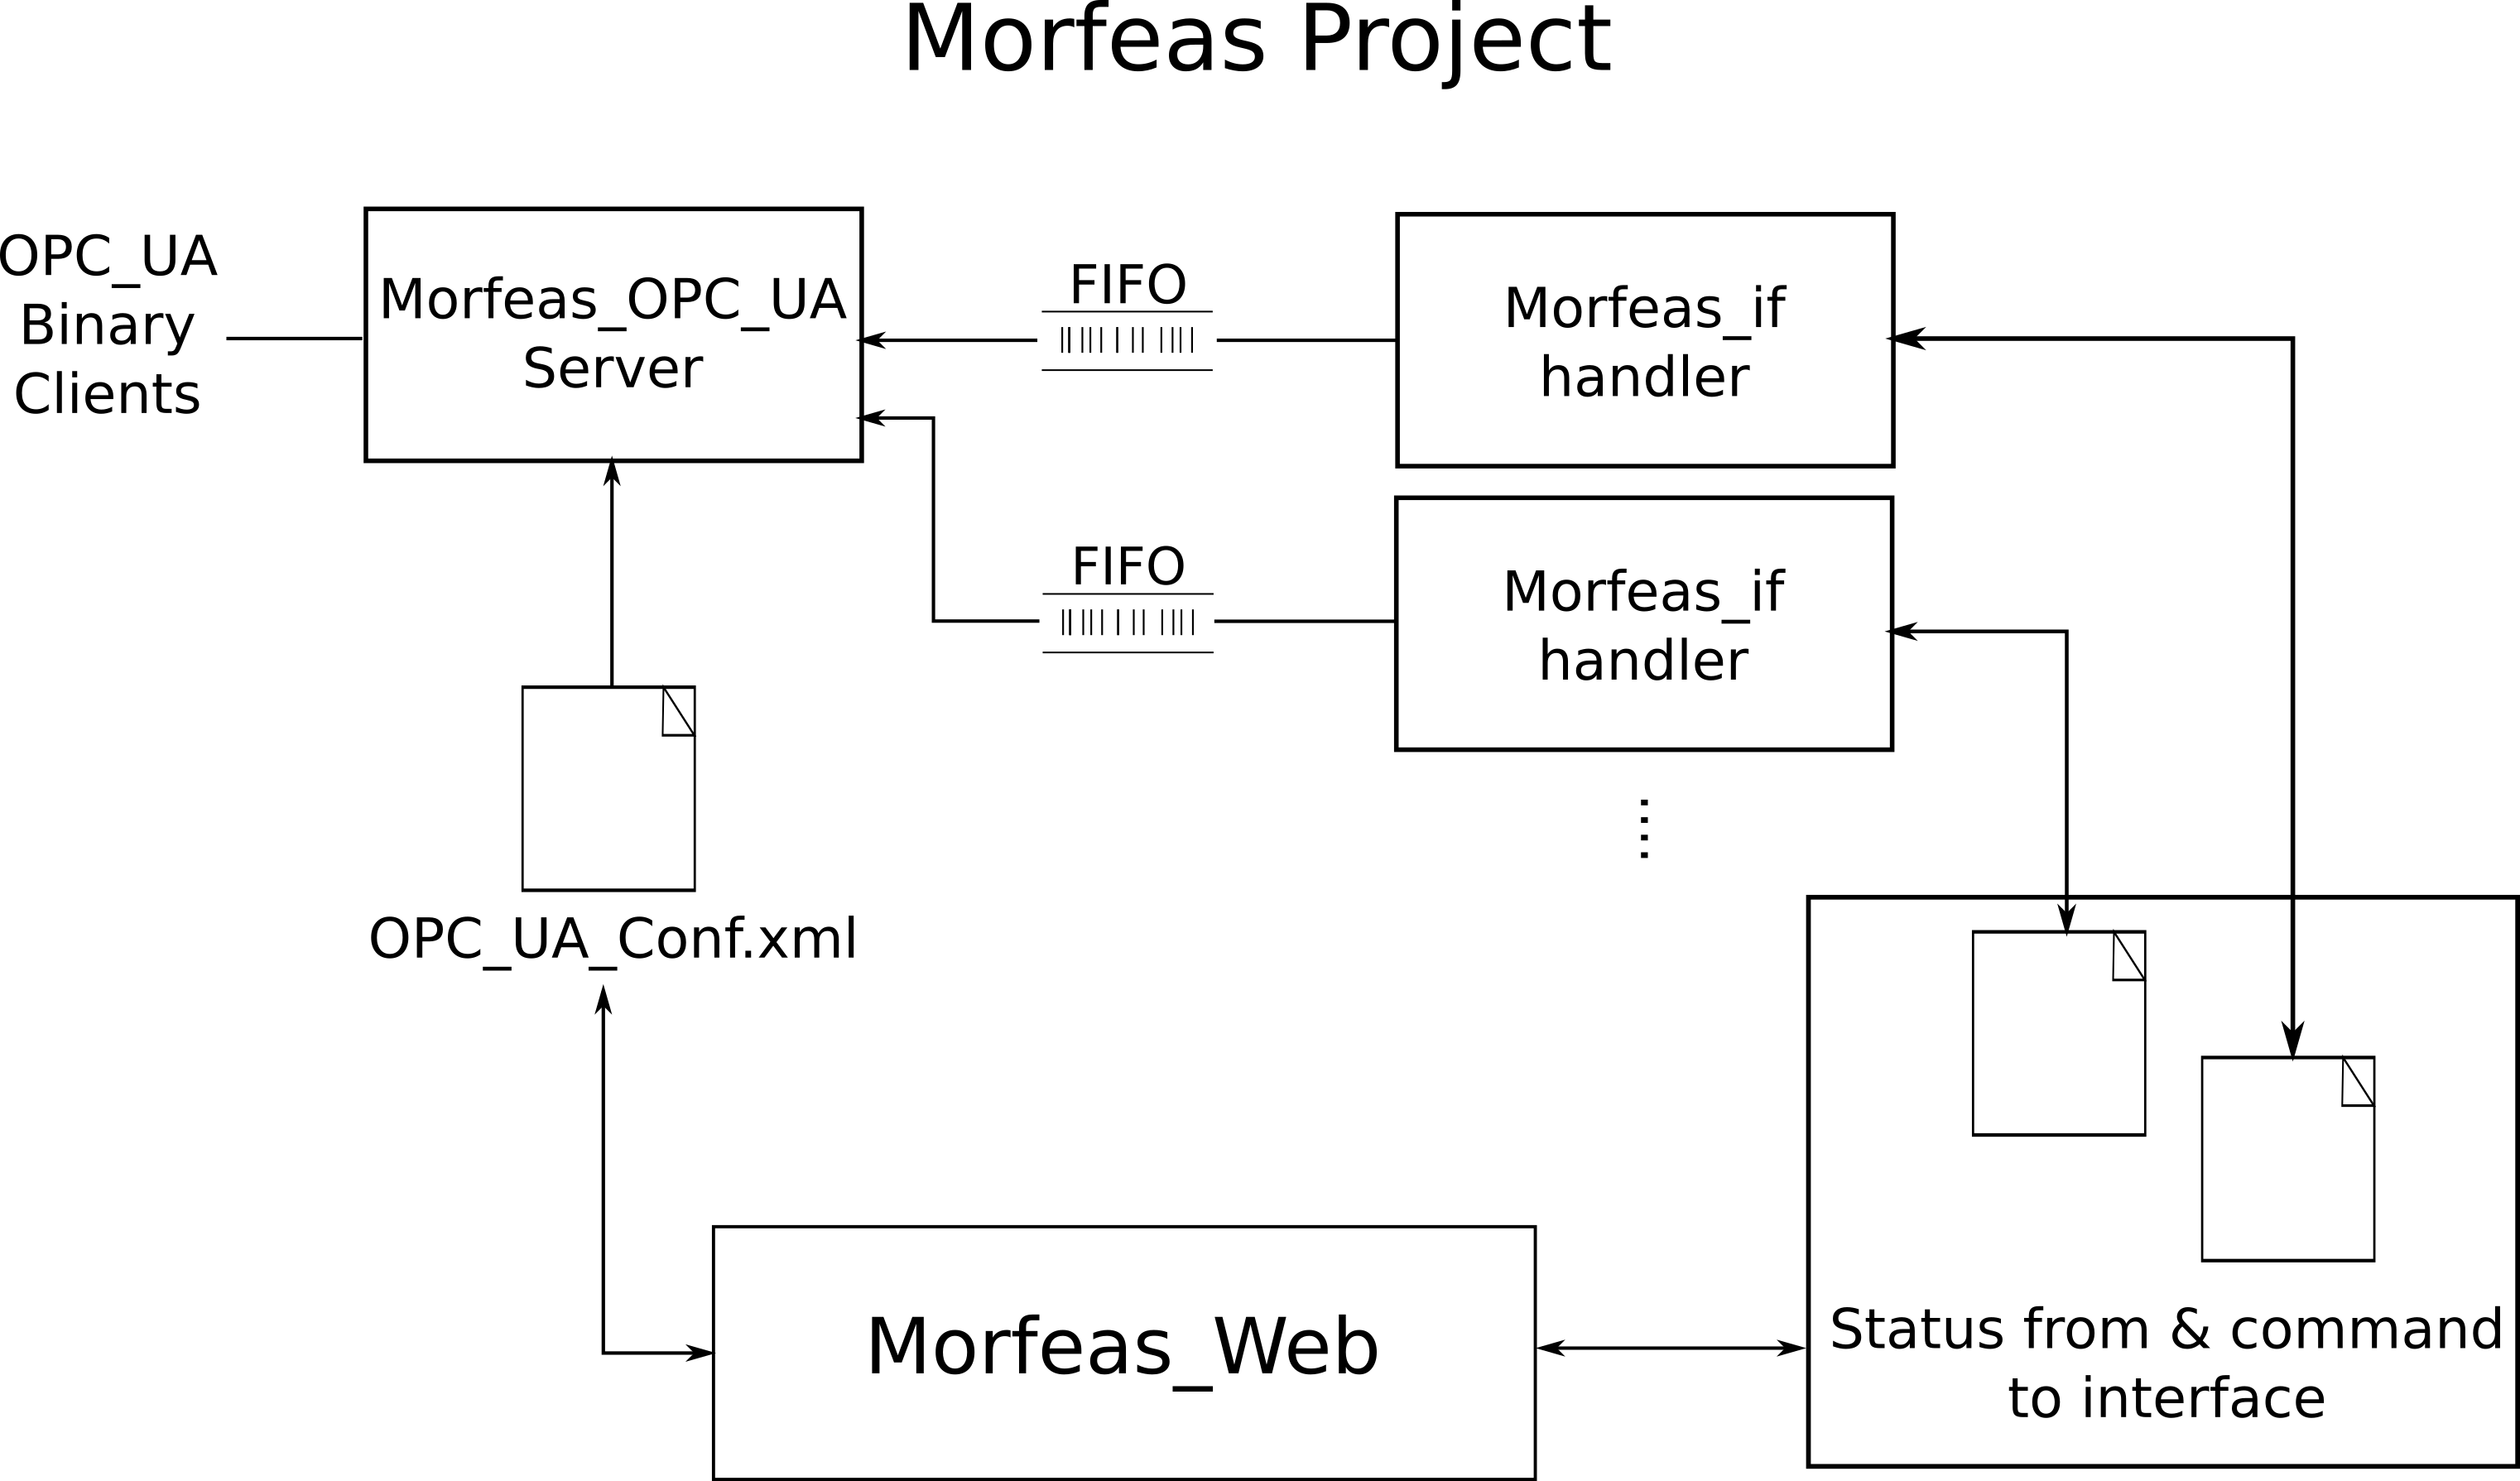 Morfeas Project
OPC_UA
Binary
Clients
Morfeas_OPC_UA
Server
FIFO
Morfeas_if
handler
FIFO
Morfeas_if
handler
OPC_UA_Conf.xml
Morfeas_Web
Status from & command
to interface